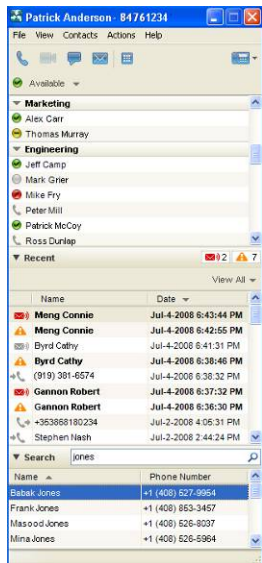 Patrick Anderson - 84761234
File View Contacts Actions Help
Available
Marketing
Alex Carr
Thomas Murray
Engineering
Jeff Camp
Mark Grier
Mike Fry
Peter Mill
Patrick McCoy
Ross Dunlap
Recent 2 7
View All
Name Date
Meng Connie Jul-4-2008 6:43:44 PM
Meng Connie Jul-4-2008 6:42:55 PM
Byrd Cathy Jul-4-2008 6:41:31 PM
Byrd Cathy Jul-4-2008 6:38:46 PM
(919) 381-6574 Jul-4-2008 6:38:32 PM
Gannon Robert Jul-4-2008 6:37:32 PM
Gannon Robert Jul-4-2008 6:36:30 PM
+353868180234 Jul-2-2008 4:05:31 PM
Stephen Nash Jul-2-2008 2:44:24 PM
Search jones
Name Phone Number
Babak Jones +1 (408) 527-9954
Frank Jones +1 (408) 853-3457
Masood Jones +1 (408) 526-8037
Mina Jones +1 (408) 526-5964